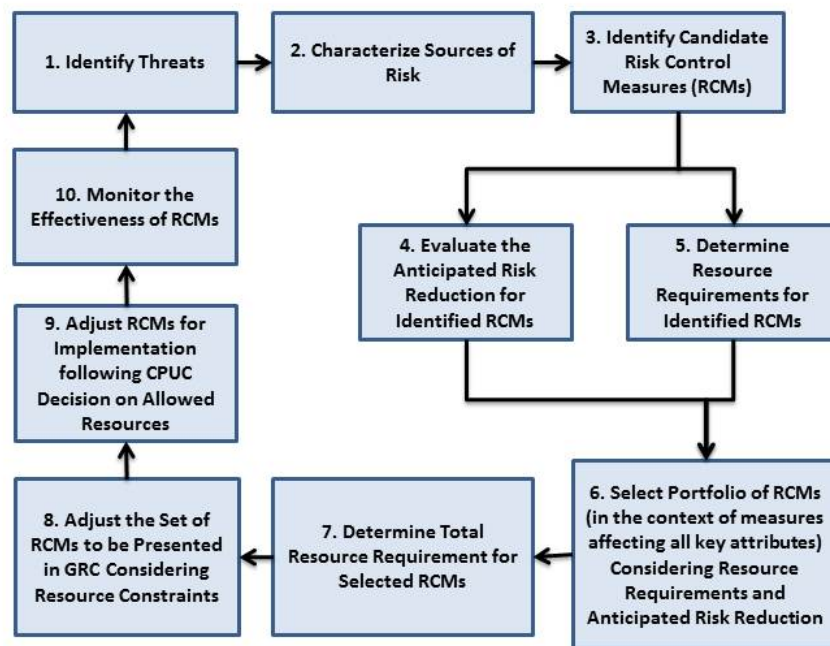 1. Identify Threats
2. Characterize Sources of
Risk
3. Identify Candidate
Risk Control
Measures (RCMs)
4. Evaluate the
Anticipated Risk
Reduction for
Identified RCMs
5. Determine
Resource
Requirements for
Identified RCMs
6. Select Portfolio of RCMs
(in the context of measures
affecting all key attributes)
Considering Resource
Requirements and
Anticipated Risk Reduction
7. Determine Total
Resource Requirement for
Selected RCMs
8. Adjust the Set of
RCMs to be Presented
in GRC Considering
Resource Constraints
9. Adjust RCMs for
Implementation
following CPUC
Decision on Allowed
Resources
10. Monitor the
Effectiveness of RCMs